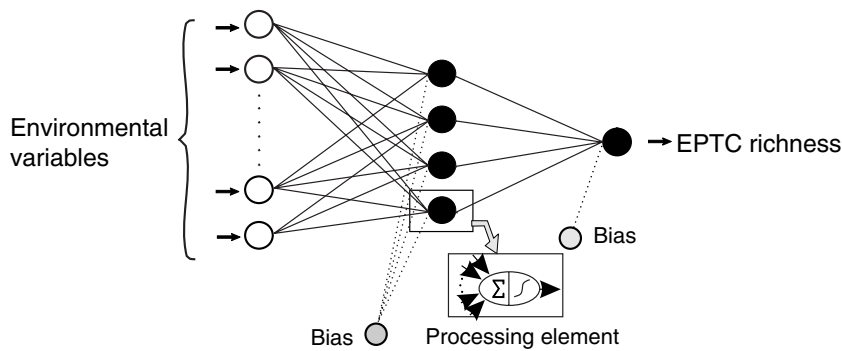 Environmental
variables
EPTC richness
Bias
Σ
Bias
Processing element